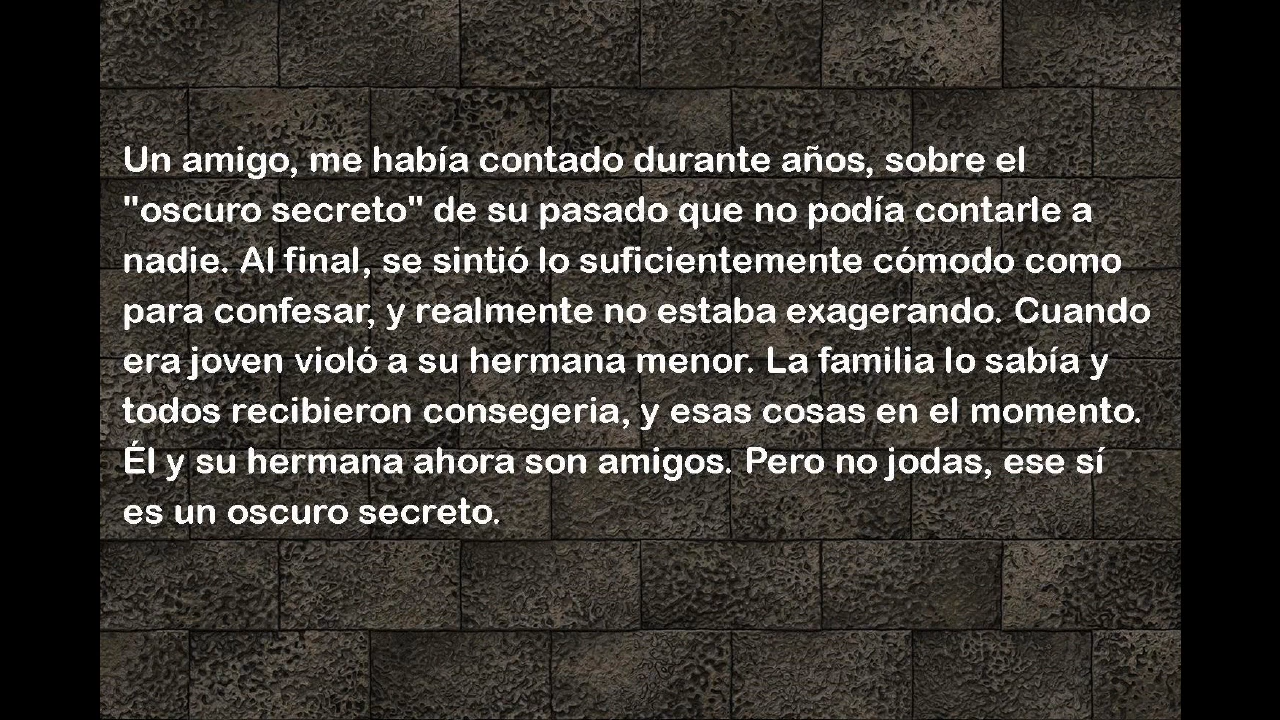 Un amigo, me había contado durante años, sobre el
"oscuro secreto" de su pasado que no podía contarle a
nadie. Al final, se sintió lo suficientemente cómodo como
para confesar, y realmente no estaba exagerando. Cuando
era joven violó a su hermana menor. La familia lo sabía y
todos recibieron consegeria, y esas cosas en el momento.
Él y su hermana ahora son amigos. Pero no jodas, ese sí
es un oscuro secreto.